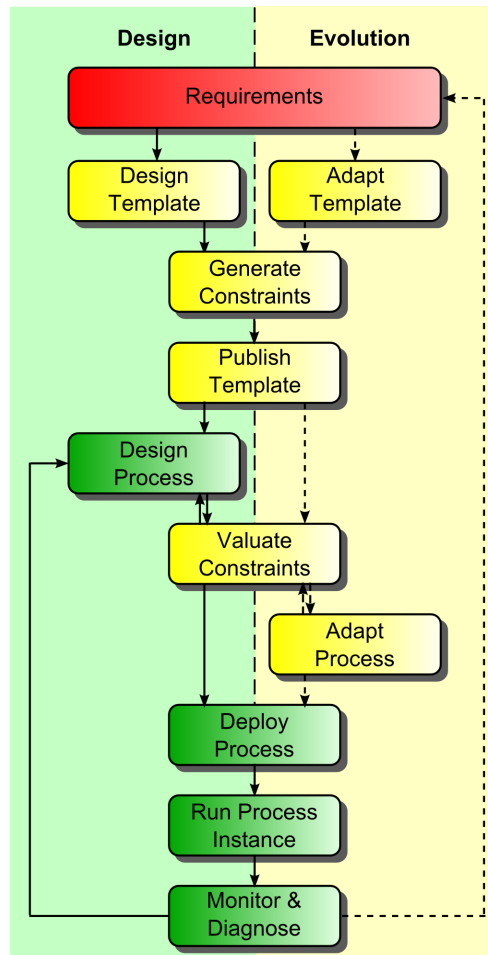 Design
Evolution
Requirements
Design
Template
Adapt
Template
Generate
Constraints
Publish
Template
Design
Process
Valuate
Constraints
Adapt
Process
Deploy
Process
Run Process
Instance
Monitor &
Diagnose